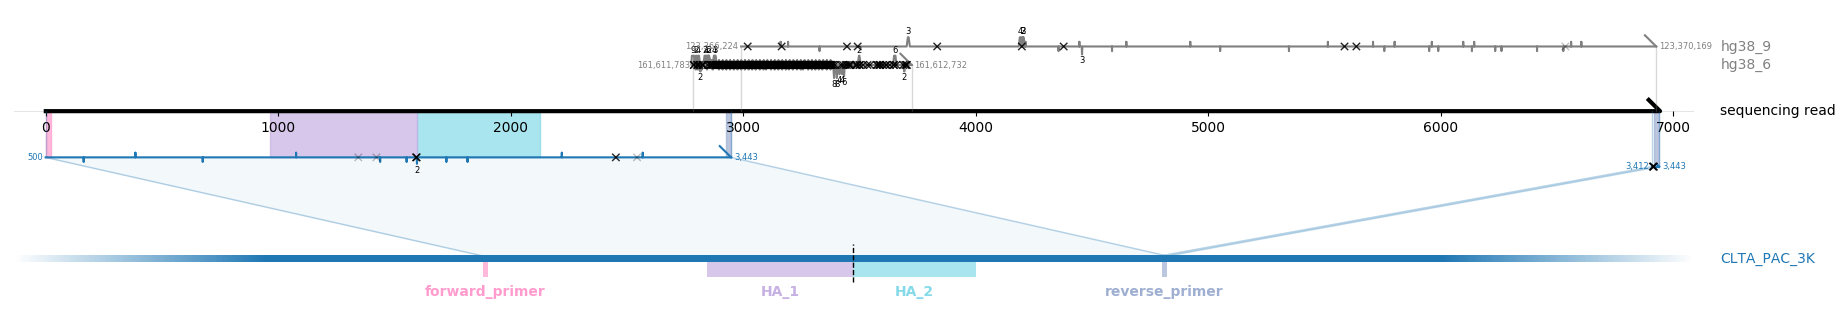 3
123,366,224
123,370,169
hg38_9
3
161,611,783
2
6
161,612,732
hg38_6
2
2
sequencing read
0
1000
2000
3000
4000
5000
6000
7000
500
3,443
2
3,412
3,443
CLTA_PAC_3K
forward_primer
HA_1
HA_2
reverse_primer